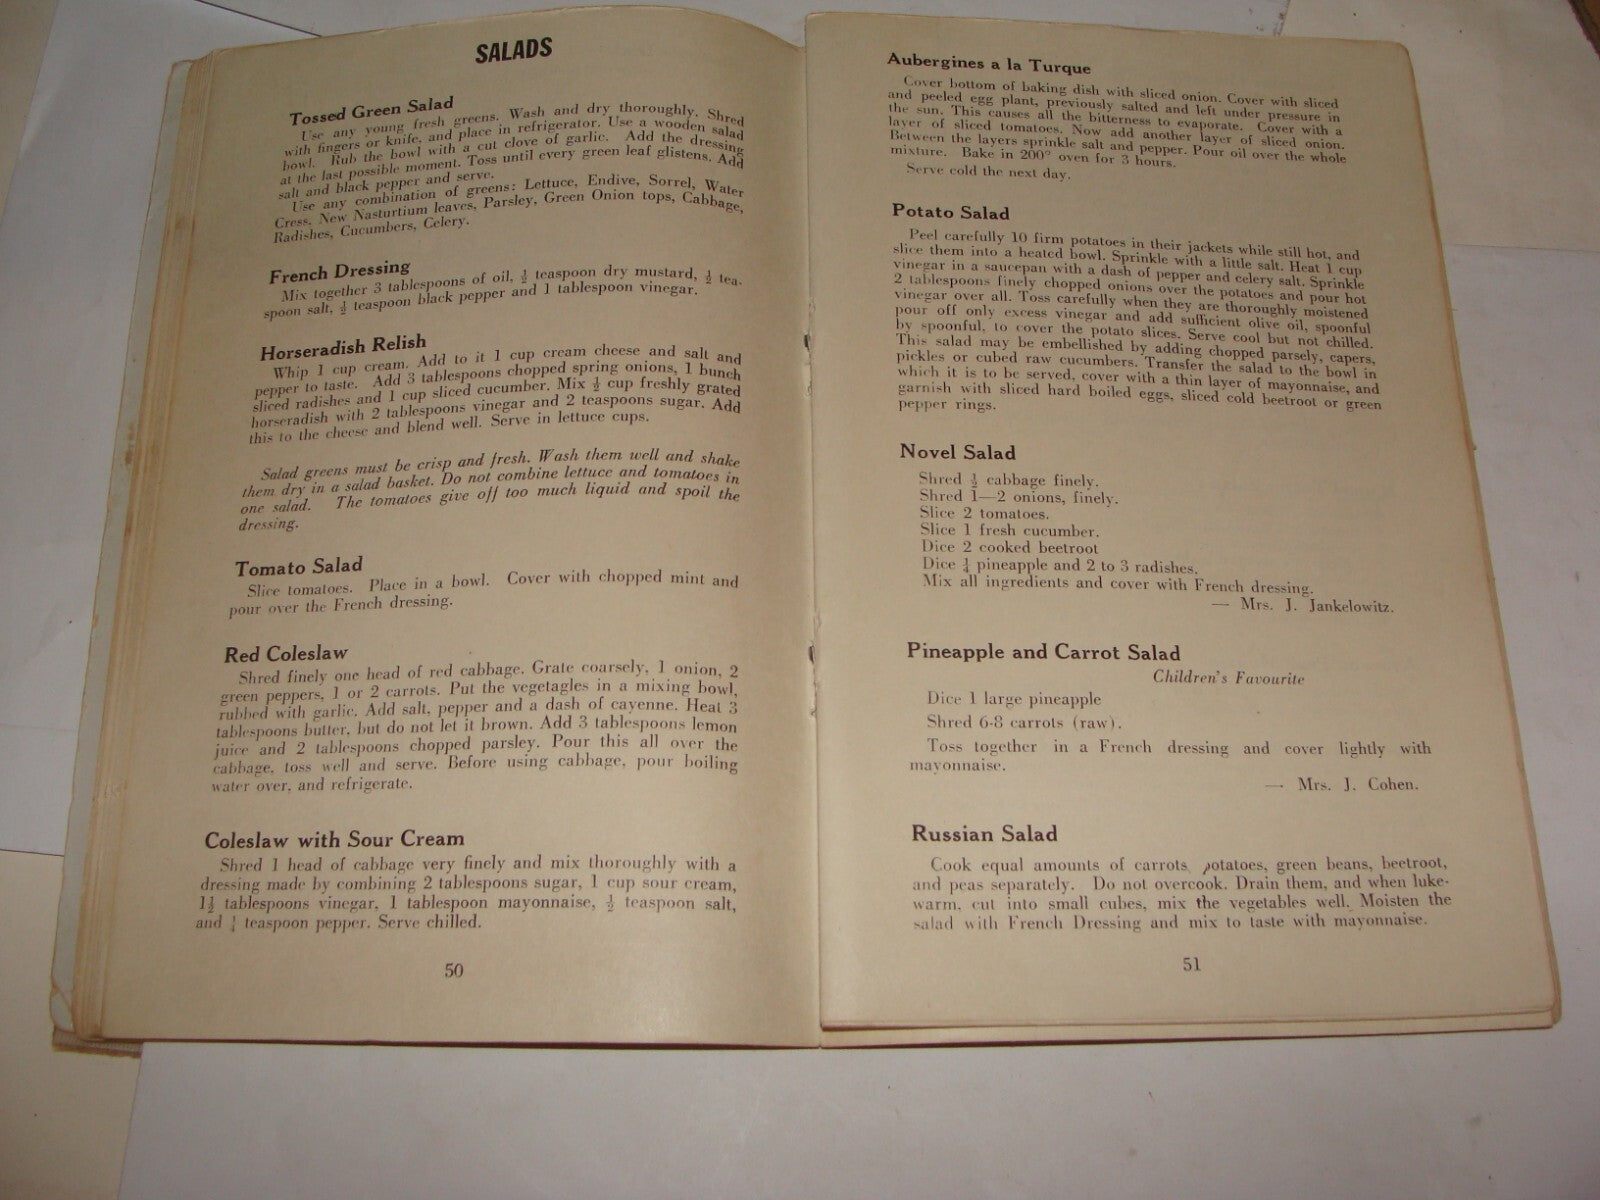 SALADS
Tossed Green Salad
Use any young fresh greens. Wash and dry thoroughly. Shred
with fingers or knife, and place in refrigerator. Use a wooden salad
bowl. Rub the bowl with a cut clove of garlic. Add the dressing
at the last possible moment. Toss until every green leaf glistens. Add
salt and black pepper and serve.
Use any combination of greens: Lettuce, Endive, Sorrel, Water
Cress, New Nasturtium leaves, Parsley, Green Onion tops, Cabbage,
Radishes, Cucumbers, Celery.
French Dressing
Mix together 3 tablespoons of oil, ½ teaspoon dry mustard, ½ tea-
spoon salt, ½ teaspoon black pepper and 1 tablespoon vinegar.
Horseradish Relish
Whip 1 cup cream. Add to it 1 cup cream cheese and salt and
pepper to taste. Add 3 tablespoons chopped spring onions, 1 bunch
sliced radishes and 1 cup sliced cucumber. Mix ½ cup freshly grated
horseradish with 2 tablespoons vinegar and 2 teaspoons sugar. Add
this to the cheese and blend well. Serve in lettuce cups.
Salad greens must be crisp and fresh. Wash them well and shake
them dry in a salad basket. Do not combine lettuce and tomatoes in
one salad. The tomatoes give off too much liquid and spoil the
dressing.
Tomato Salad
Slice tomatoes. Place in a bowl. Cover with chopped mint and
pour over the French dressing.
Red Coleslaw
Shred finely one head of red cabbage. Grate coarsely, 1 onion, 2
green peppers, 1 or 2 carrots. Put the vegetagles in a mixing bowl,
rubbed with garlic. Add salt, pepper and a dash of cayenne. Heat 3
tablespoons butter, but do not let it brown. Add 3 tablespoons lemon
juice and 2 tablespoons chopped parsley. Pour this all over the
cabbage, toss well and serve. Before using cabbage, pour boiling
water over, and refrigerate.
Coleslaw with Sour Cream
Shred 1 head of cabbage very finely and mix thoroughly with a
dressing made by combining 2 tablespoons sugar, 1 cup sour cream,
1½ tablespoons vinegar, 1 tablespoon mayonnaise, ½ teaspoon salt,
and teaspoon pepper. Serve chilled.
50
Aubergines a la Turque
Cover bottom of baking dish with sliced onion. Cover with sliced
and peeled egg plant, previously salted and left under pressure in
the sun. This causes all the bitterness to evaporate. Cover with a
layer of sliced tomatoes. Now add another layer of sliced onion.
Between the layers sprinkle salt and pepper. Pour oil over the whole
mixture. Bake in 200° oven for 3 hours.
Serve cold the next day.
Potato Salad
Peel carefully 10 firm potatoes in their jackets while still hot, and
slice them into a heated bowl. Sprinkle with a little salt. Heat 1 cup
vinegar in a saucepan with a dash of pepper and celery salt. Sprinkle
2 tablespoons finely chopped onions over the potatoes and pour hot
vinegar over all. Toss carefully when they are thoroughly moistened
pour off only excess vinegar and add sufficient olive oil, spoonful
by spoonful, to cover the potato slices. Serve cool but not chilled.
This salad may be embellished by adding chopped parsely, capers,
pickles or cubed raw cucumbers. Transfer the salad to the bowl in
which it is to be served, cover with a thin layer of mayonnaise, and
garnish with sliced hard boiled eggs, sliced cold beetroot or green
pepper rings.
Novel Salad
Shred ½ cabbage finely.
Shred 1—2 onions, finely.
Slice 2 tomatoes.
Slice 1 fresh cucumber.
Dice 2 cooked beetroot
Dice ¼ pineapple and 2 to 3 radishes.
Mix all ingredients and cover with French dressing.
— Mrs. J. Jankelowitz.
Pineapple and Carrot Salad
Children's Favourite
Dice 1 large pineapple
Shred 6-8 carrots (raw).
Toss together in a French dressing and cover lightly with
mayonnaise.
— Mrs. J. Cohen.
Russian Salad
Cook equal amounts of carrots potatoes, green beans, beetroot,
and peas separately. Do not overcook. Drain them, and when luke-
warm, cut into small cubes, mix the vegetables well. Moisten the
salad with French Dressing and mix to taste with mayonnaise.
51